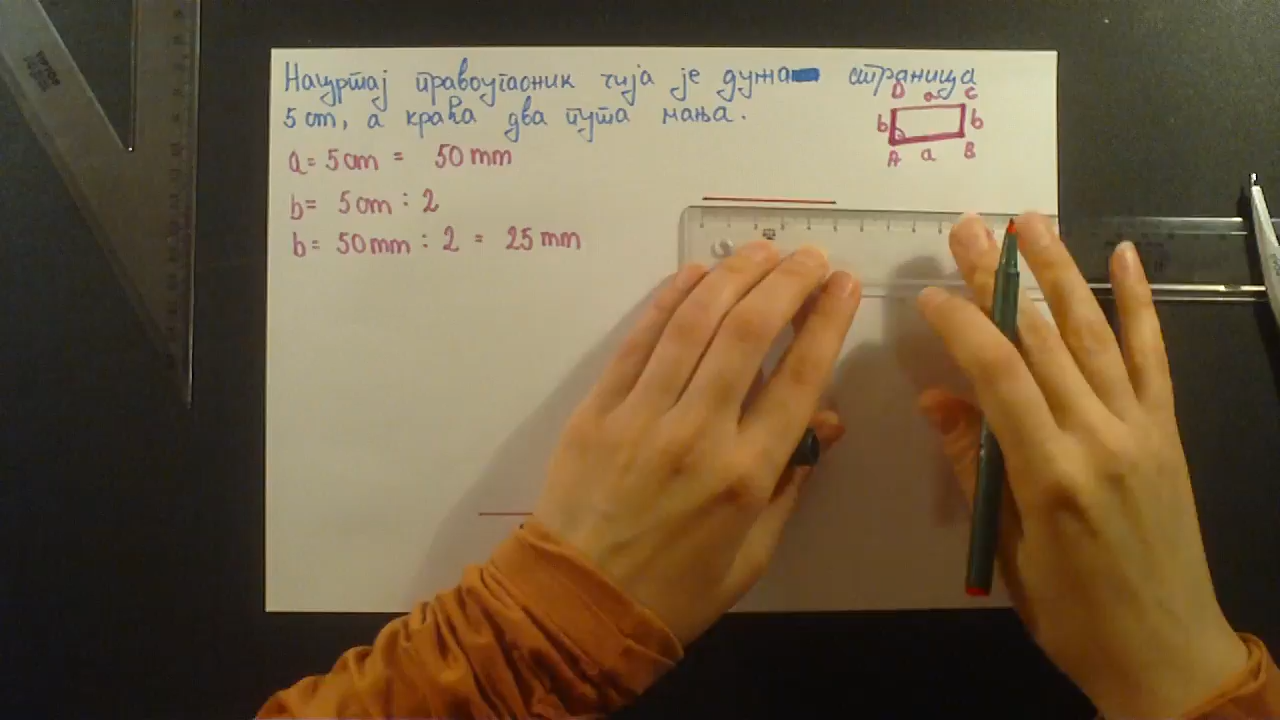 Нацртај правоугаоник чија је дужа страница
5 cm, а краћа два пута мања.
D a C
b b
A a B
a = 5 cm = 50 mm
b = 5 cm : 2
b = 50 mm : 2 = 25 mm